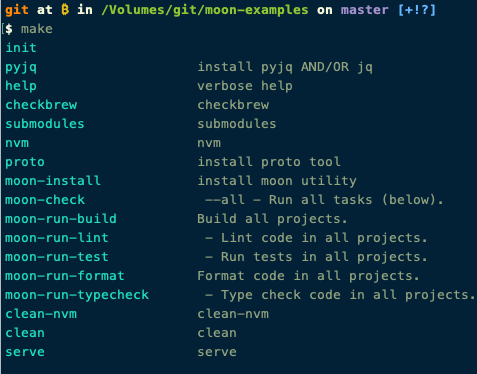 git at ₿ in /Volumes/git/moon-examples on master [+!?]
$ make
init
pyjq install pyjq AND/OR jq
help verbose help
checkbrew checkbrew
submodules submodules
nvm nvm
proto install proto tool
moon-install install moon utility
moon-check --all - Run all tasks (below).
moon-run-build Build all projects.
moon-run-lint - Lint code in all projects.
moon-run-test - Run tests in all projects.
moon-run-format Format code in all projects.
moon-run-typecheck - Type check code in all projects.
clean-nvm clean-nvm
clean clean
serve serve